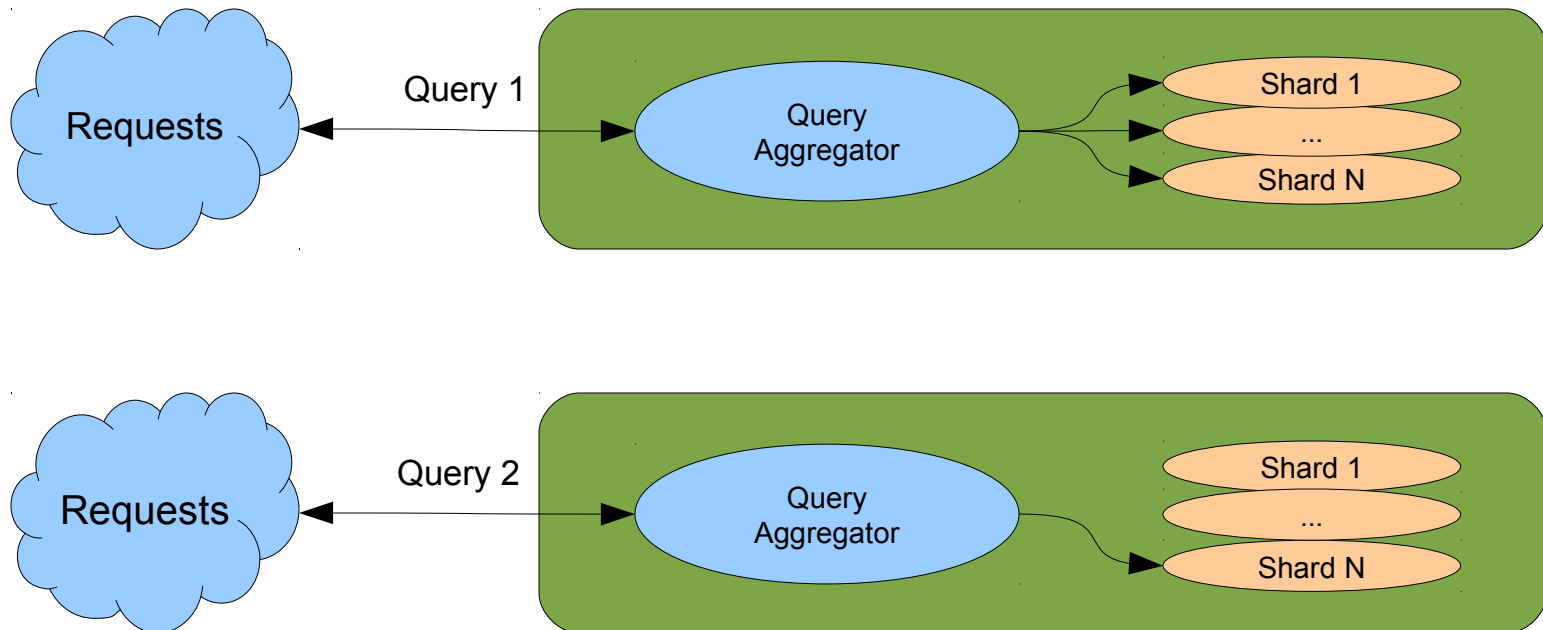 Requests
Query 1
Query
Aggregator
Shard 1
...
Shard N
Requests
Query 2
Query
Aggregator
Shard 1
...
Shard N